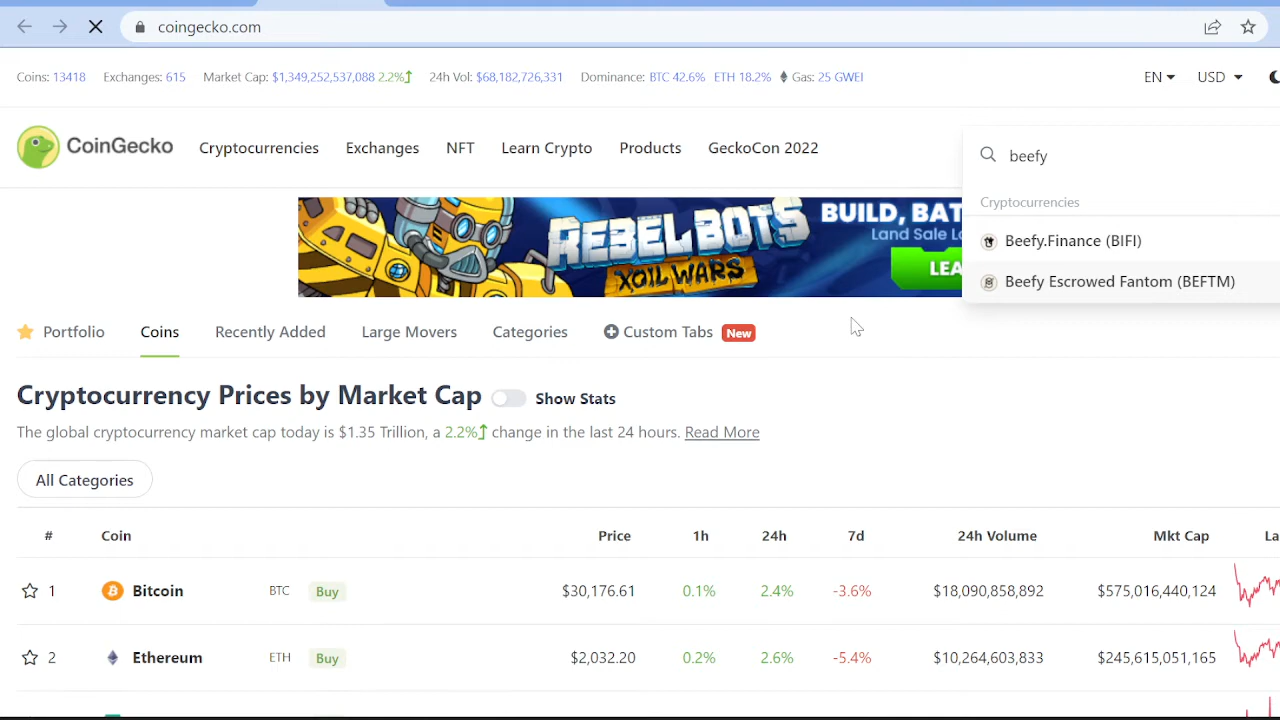 coingecko.com
Coins: 13418 Exchanges: 615 Market Cap: $1,349,252,537,088 2.2% 24h Vol: $68,182,726,331 Dominance: BTC 42.6% ETH 18.2% Gas: 25 GWEI EN USD
CoinGecko Cryptocurrencies Exchanges NFT Learn Crypto Products GeckoCon 2022
beefy
Cryptocurrencies
Beefy.Finance (BIFI)
Beefy Escrowed Fantom (BEFTM)
REBEL BOTS
XOIL WARS
BUILD, BAT
Land Sale
LEA
Portfolio Coins Recently Added Large Movers Categories Custom Tabs New
Cryptocurrency Prices by Market Cap Show Stats
The global cryptocurrency market cap today is $1.35 Trillion, a 2.2% change in the last 24 hours. Read More
All Categories
# Coin Price 1h 24h 7d 24h Volume Mkt Cap La
1 Bitcoin BTC Buy $30,176.61 0.1% 2.4% -3.6% $18,090,858,892 $575,016,440,124
2 Ethereum ETH Buy $2,032.20 0.2% 2.6% -5.4% $10,264,603,833 $245,615,051,165